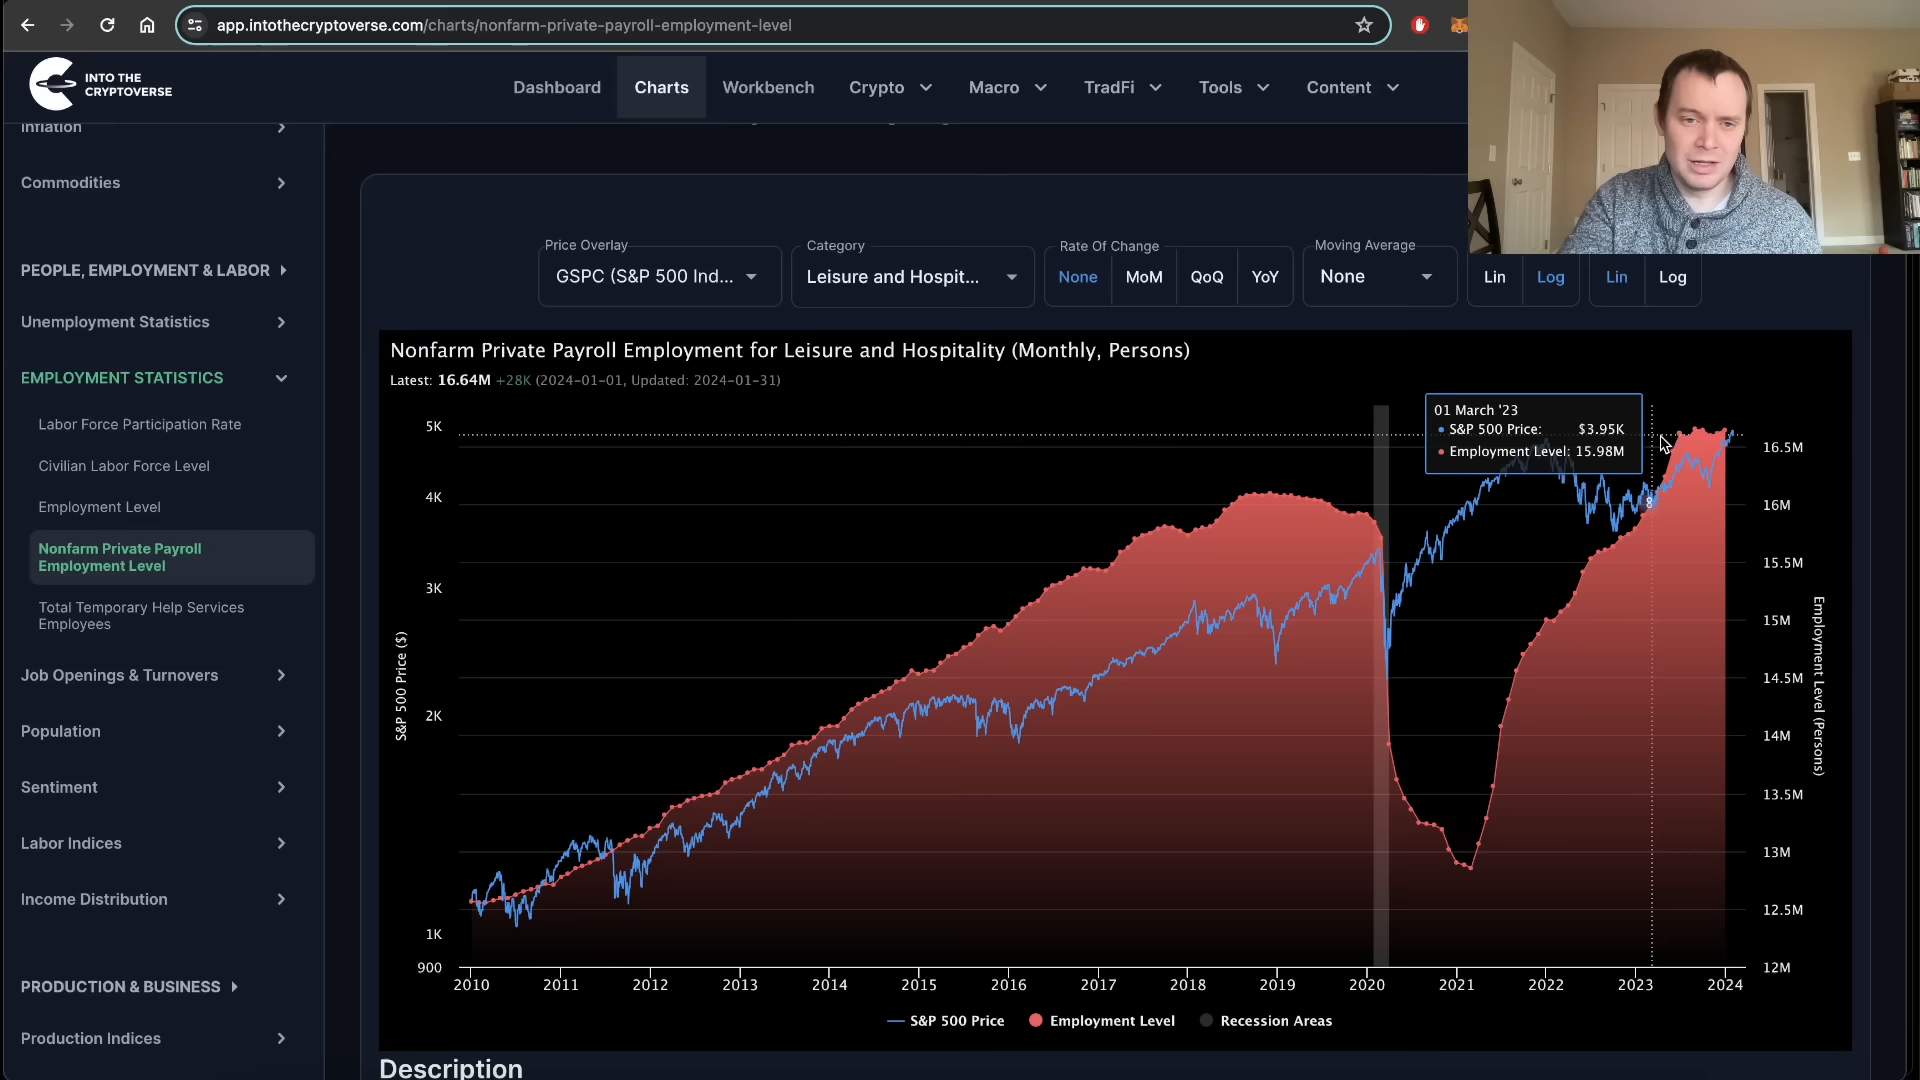 app.intothecryptoverse.com/charts/nonfarm-private-payroll-employment-level
INTO THE
CRYPTOVERSE
Dashboard
Charts
Workbench
Crypto
Macro
TradFi
Tools
Content
Inflation
Commodities
PEOPLE, EMPLOYMENT & LABOR
Unemployment Statistics
EMPLOYMENT STATISTICS
Labor Force Participation Rate
Civilian Labor Force Level
Employment Level
Nonfarm Private Payroll
Employment Level
Total Temporary Help Services
Employees
Job Openings & Turnovers
Population
Sentiment
Labor Indices
Income Distribution
PRODUCTION & BUSINESS
Production Indices
Price Overlay
GSPC (S&P 500 Ind...
Category
Leisure and Hospit...
Rate Of Change
None MoM QoQ YoY
Moving Average
None
Lin Log
Lin Log
Nonfarm Private Payroll Employment for Leisure and Hospitality (Monthly, Persons)
Latest: 16.64M +28K (2024-01-01, Updated: 2024-01-31)
01 March '23
S&P 500 Price: $3.95K
Employment Level: 15.98M
5K
4K
3K
2K
1K
900
S&P 500 Price ($)
16.5M
16M
15.5M
15M
14.5M
14M
13.5M
13M
12.5M
12M
Employment Level (Persons)
2010 2011 2012 2013 2014 2015 2016 2017 2018 2019 2020 2021 2022 2023 2024
S&P 500 Price Employment Level Recession Areas
Description